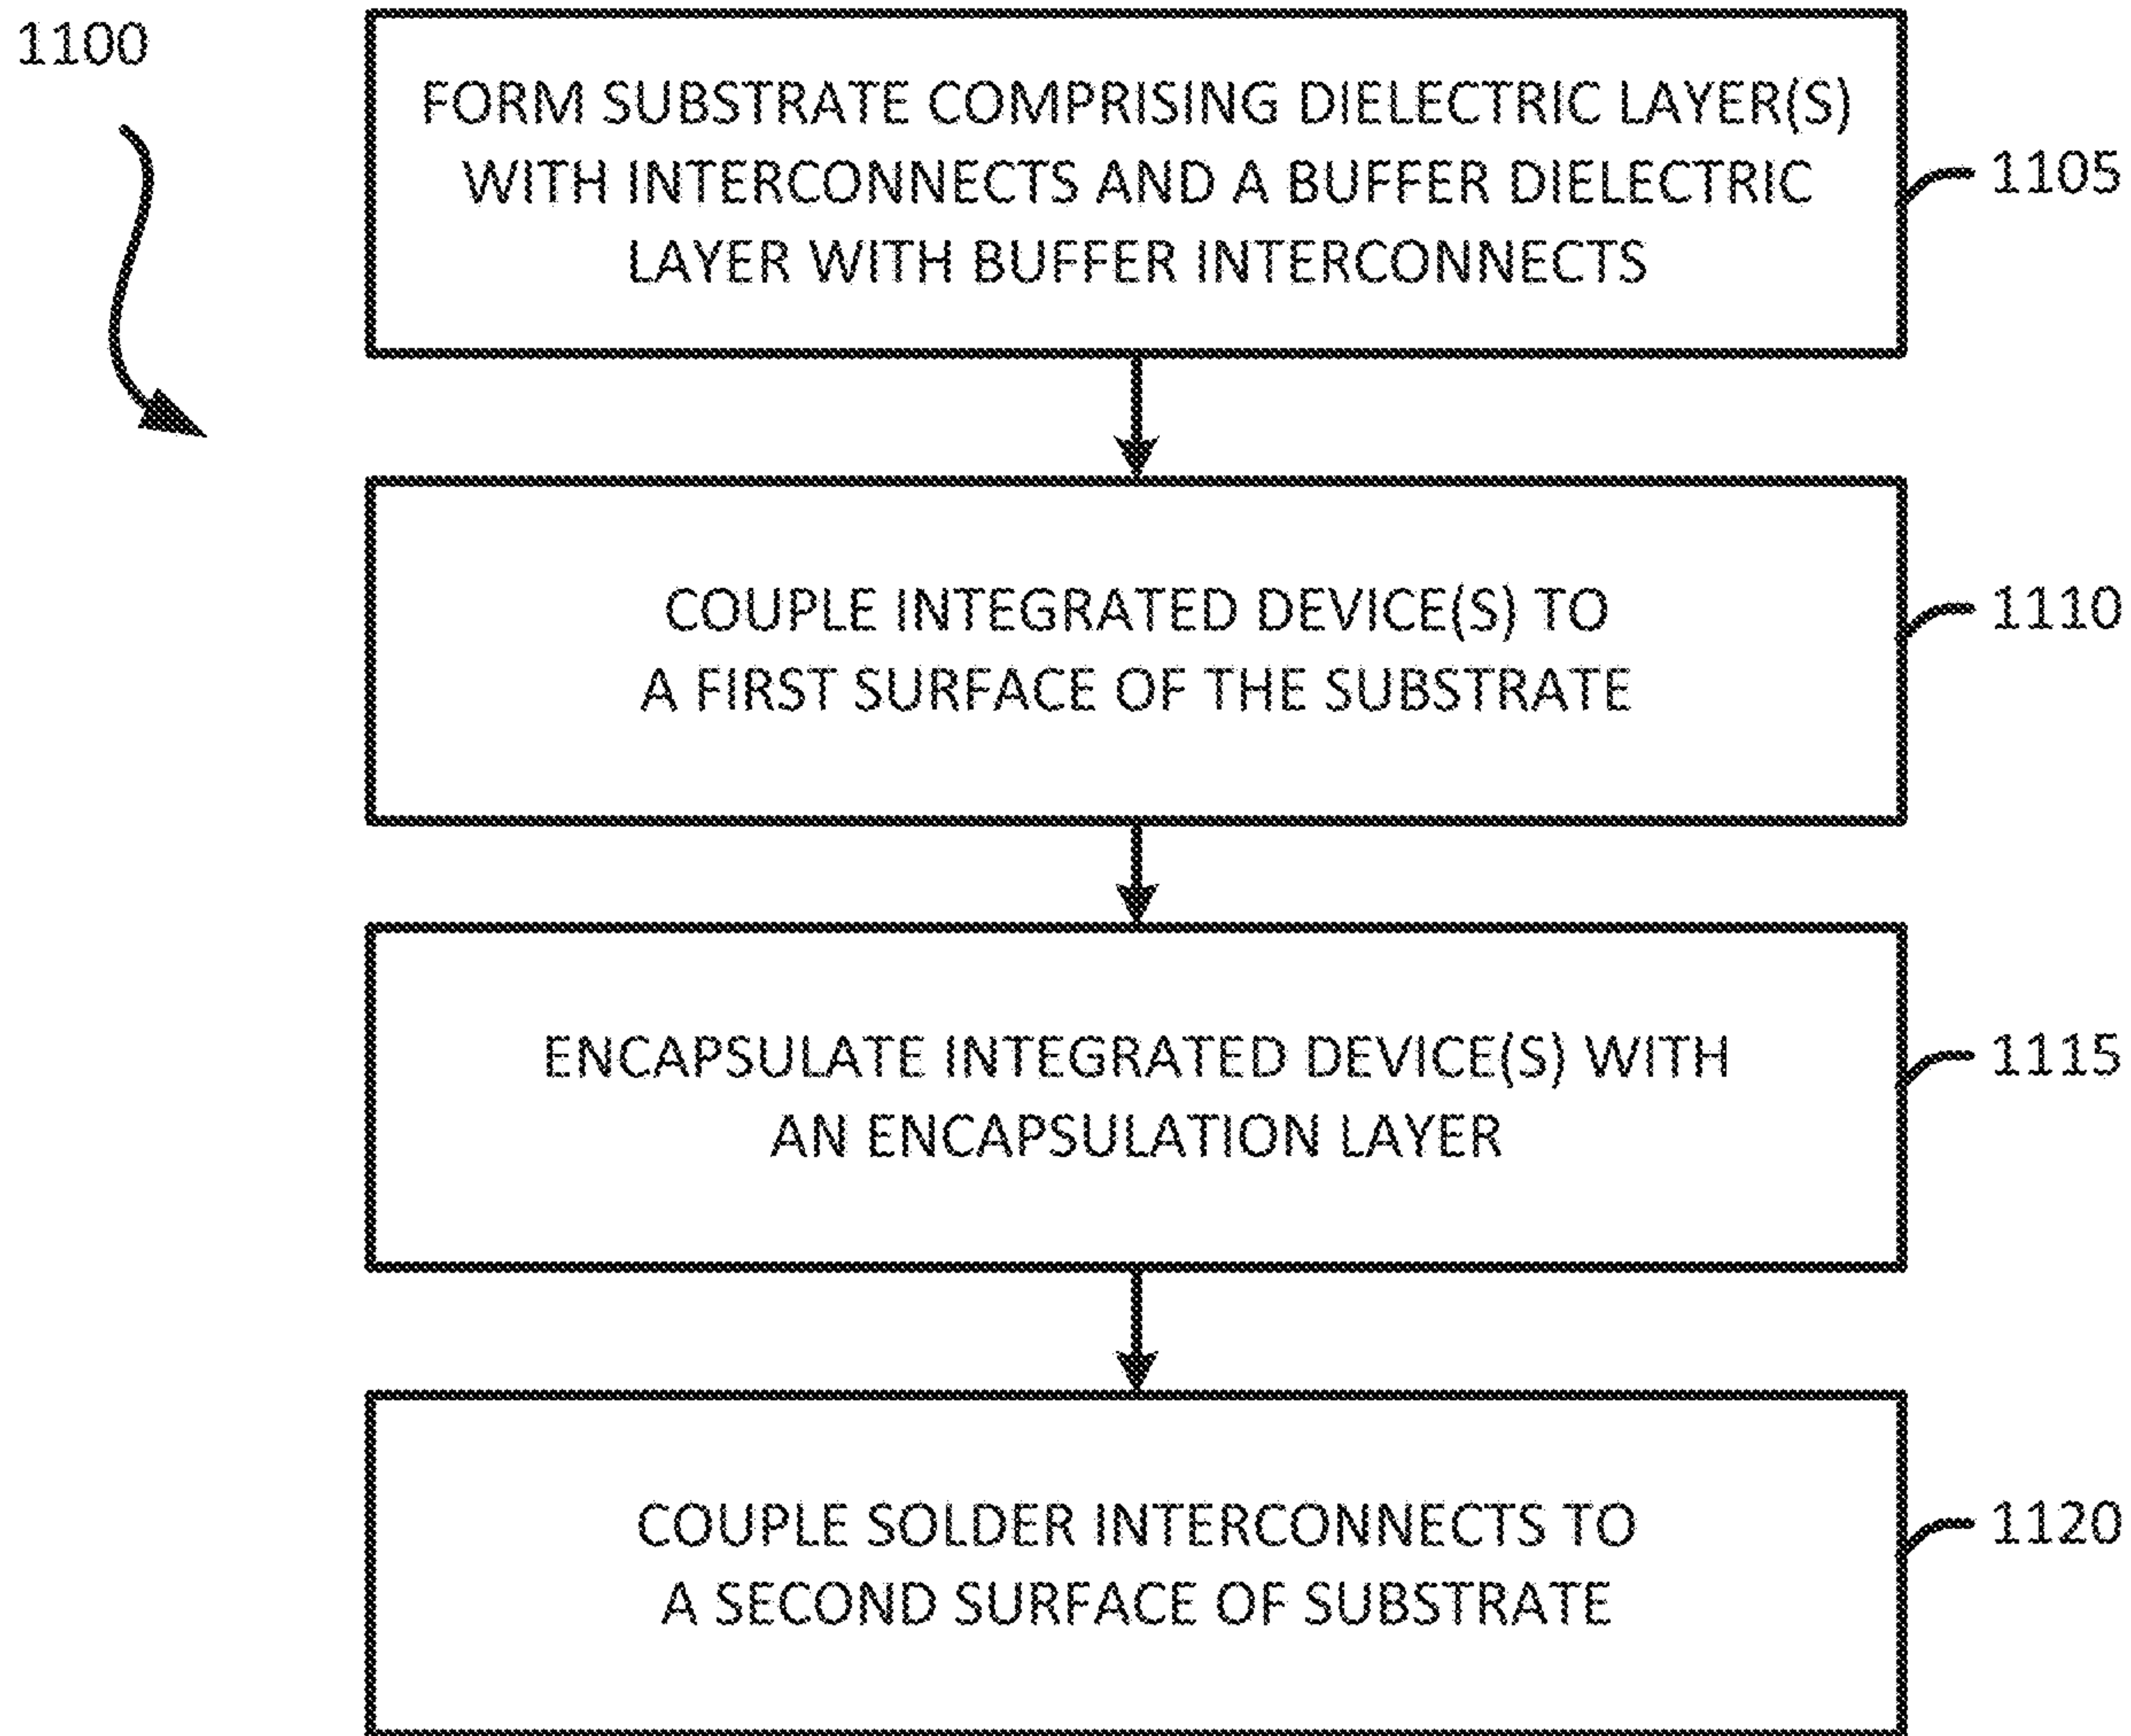 1100
FORM SUBSTRATE COMPRISING DIELECTRIC LAYER(S)
WITH INTERCONNECTS AND A BUFFER DIELECTRIC
LAYER WITH BUFFER INTERCONNECTS
1105
COUPLE INTEGRATED DEVICE(S) TO
A FIRST SURFACE OF THE SUBSTRATE
1110
ENCAPSULATE INTEGRATED DEVICE(S) WITH
AN ENCAPSULATION LAYER
1115
COUPLE SOLDER INTERCONNECTS TO
A SECOND SURFACE OF SUBSTRATE
1120